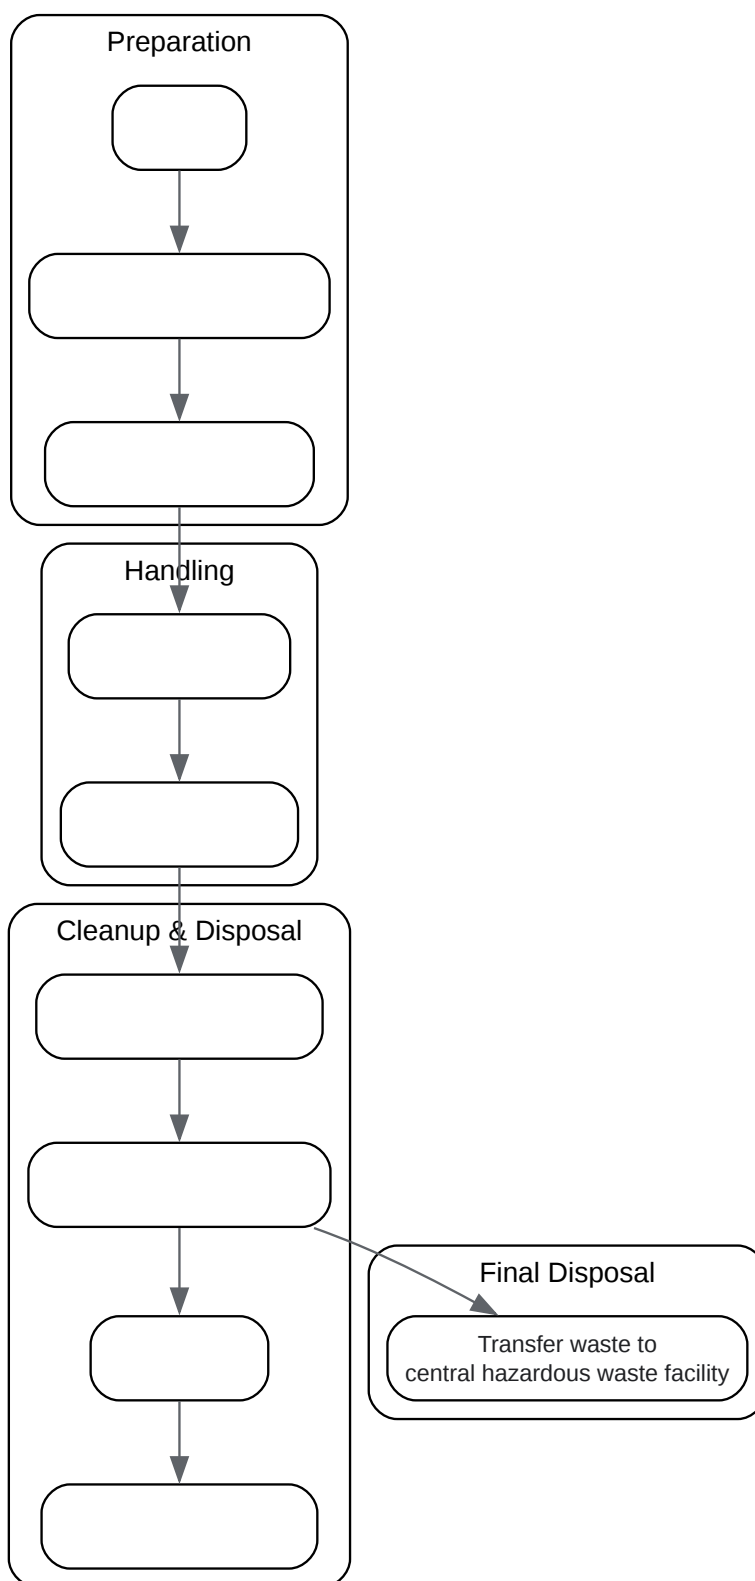 Preparation
Handling
Cleanup & Disposal
Final Disposal
Transfer waste to
central hazardous waste facility